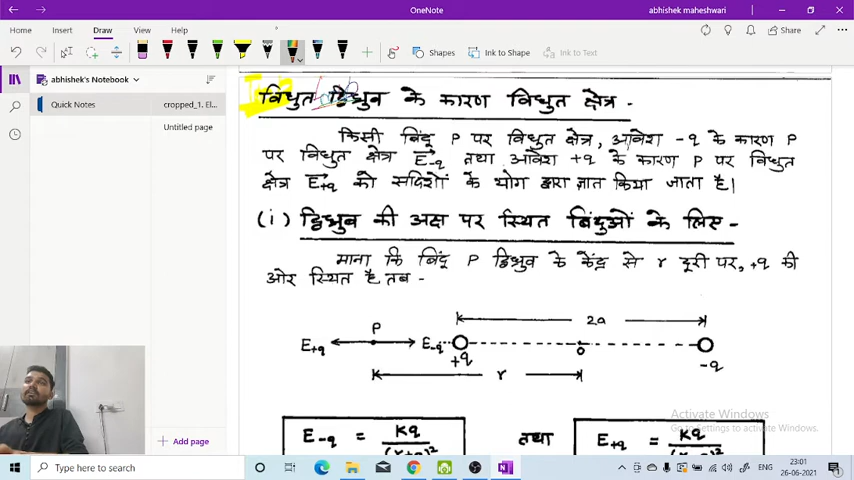 OneNote
abhishek maheshwari
Home Insert Draw View Help
Share
Shapes Ink to Shape Ink to Text
abhishek's Notebook
Quick Notes
cropped_1. El...
Untitled page
विधुत द्विध्रुव के कारण विधुत क्षेत्र -
किसी बिंदू P पर विधुत क्षेत्र, आवेश -q के कारण P
पर विधुत क्षेत्र E-q तथा आवेश +q के कारण P पर विधुत
क्षेत्र E+q को सदिशों के योग द्वारा ज्ञात किया जाता है।
(i) द्विध्रुव की अक्ष पर स्थित बिंदुओं के लिए -
माना कि बिंदू P द्विध्रुव के केंद्र से r दूरी पर, +q की
ओर स्थित है तब -
2a
P
E+q E-q +q O -q
r
E-q = Kq/(r+a)² तथा E+q = Kq
Activate Windows
Go to Settings to activate Windows.
Add page
Type here to search
ENG
23:01
26-06-2021